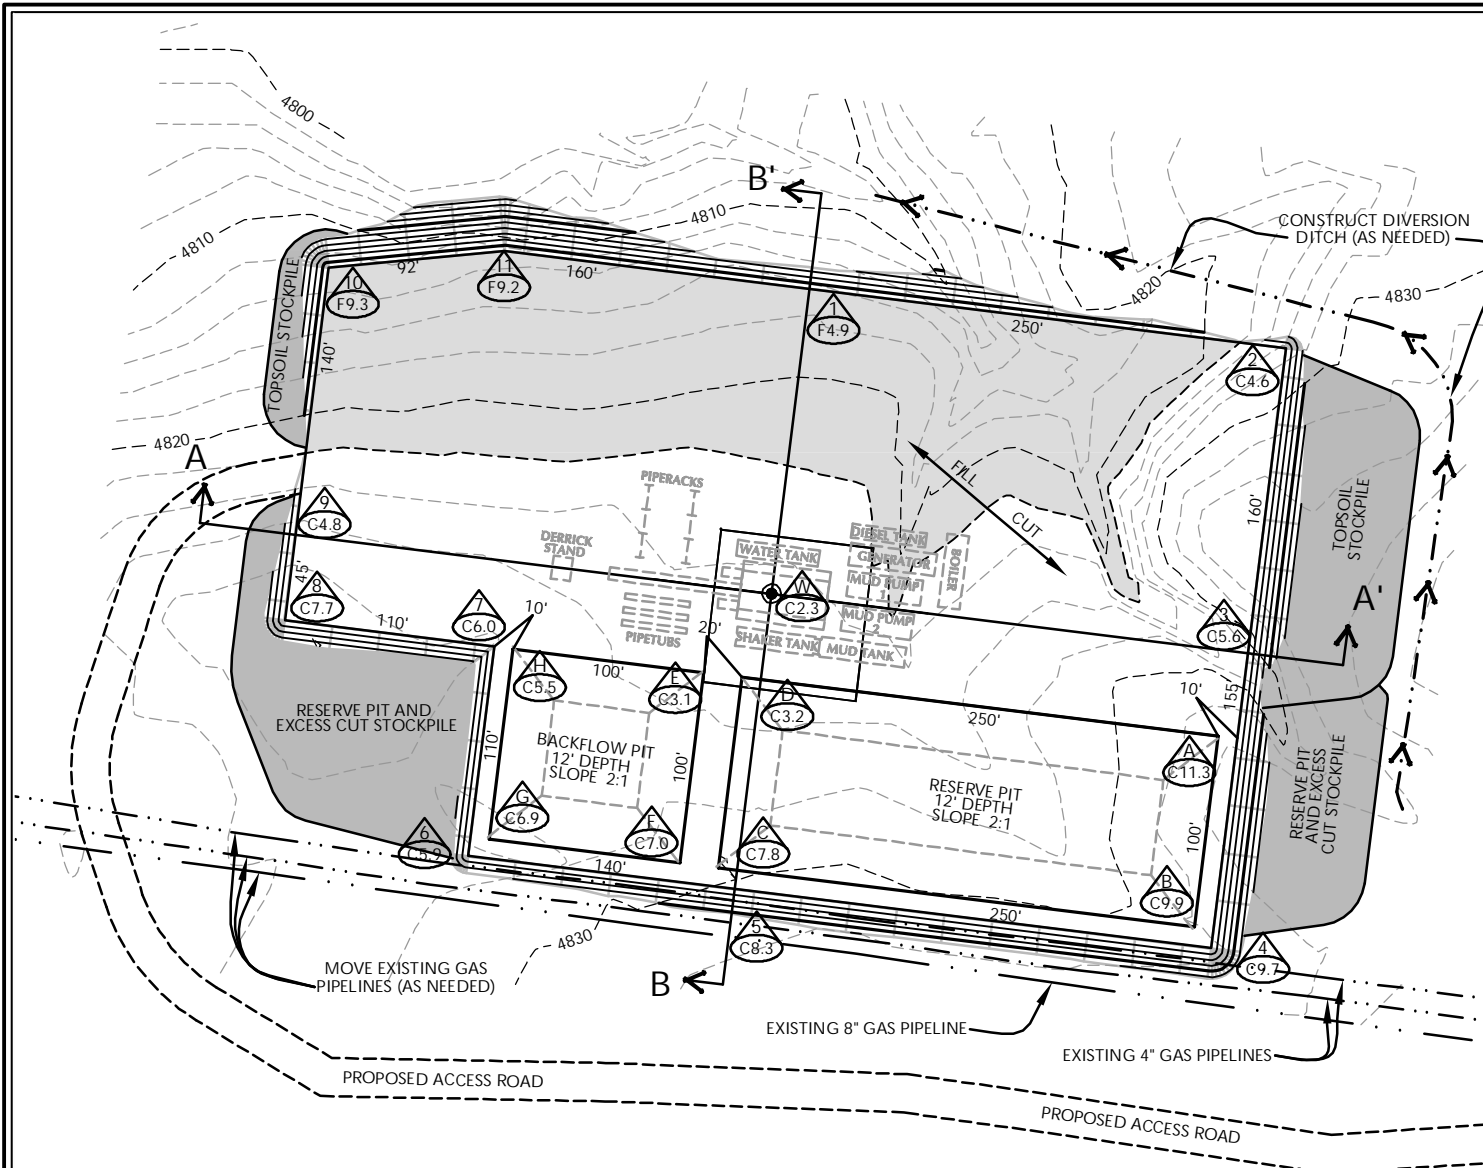 4800
B'
4810
4810
CONSTRUCT DIVERSION
DITCH (AS NEEDED)
4820
4830
TOPSOIL STOCKPILE
10
F9.3
92'
11
F9.2
160'
1
F4.9
250'
2
C4.6
140'
4820
A
9
C4.8
PIPERACKS
DERRICK
STAND
WATER TANK
DIESEL TANK
GENERATOR
MUD PUMP
1
BOILER
FILL
CUT
160'
TOPSOIL
STOCKPILE
45'
8
C7.7
110'
7
C6.0
10'
PIPETUBS
20'
W
C2.3
SHAKER TANK
MUD PUMP
2
MUD TANK
3
C5.6
A'
H
C5.5
100'
E
C3.1
D
C3.2
250'
10'
155'
RESERVE PIT AND
EXCESS CUT STOCKPILE
110'
BACKFLOW PIT
12' DEPTH
SLOPE 2:1
100'
A
C11.3
RESERVE PIT
12' DEPTH
SLOPE 2:1
RESERVE PIT
AND EXCESS
CUT STOCKPILE
G
C6.9
F
C7.0
C
C7.8
100'
6
C5.9
140'
B
C9.9
250'
4830
5
C8.3
4
C9.7
MOVE EXISTING GAS
PIPELINES (AS NEEDED)
B
EXISTING 8" GAS PIPELINE
EXISTING 4" GAS PIPELINES
PROPOSED ACCESS ROAD
PROPOSED ACCESS ROAD